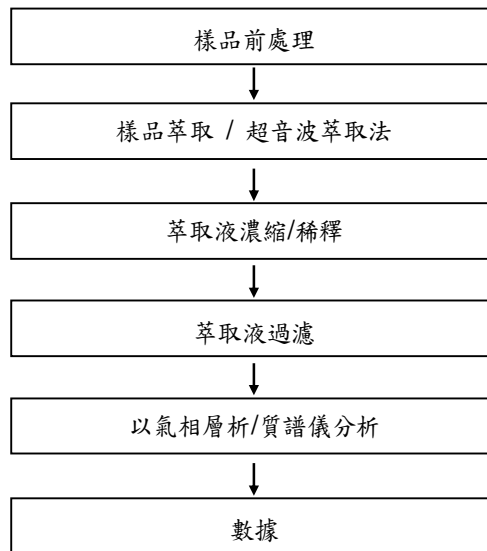 樣品前處理
樣品萃取 / 超音波萃取法
萃取液濃縮/稀釋
萃取液過濾
以氣相層析/質譜儀分析
數據